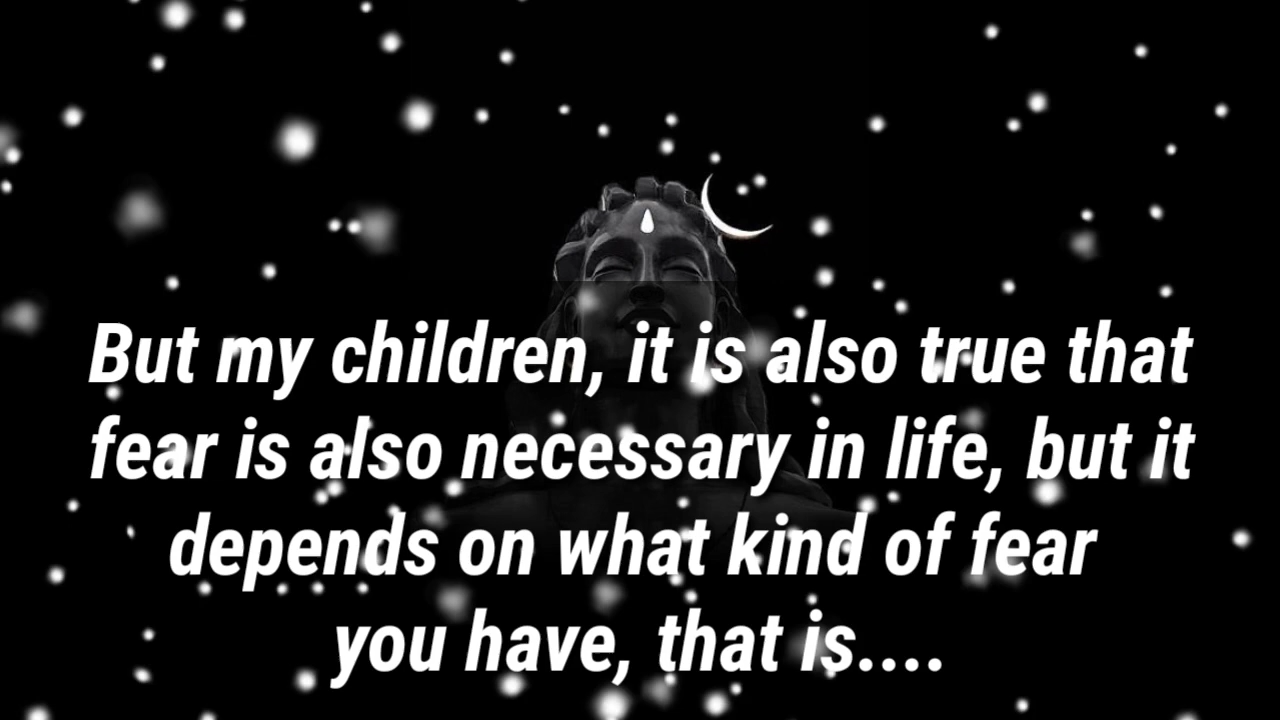 But my children, it is also true that
fear is also necessary in life, but it
depends on what kind of fear
you have, that is....